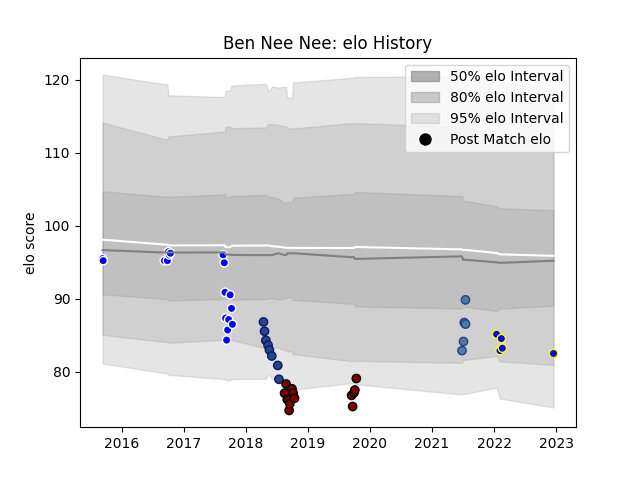 Ben Nee Nee: elo History
elo score
120
110
100
90
80
50% elo Interval
80% elo Interval
95% elo Interval
Post Match elo
2016
2017
2018
2019
2020
2021
2022
2023